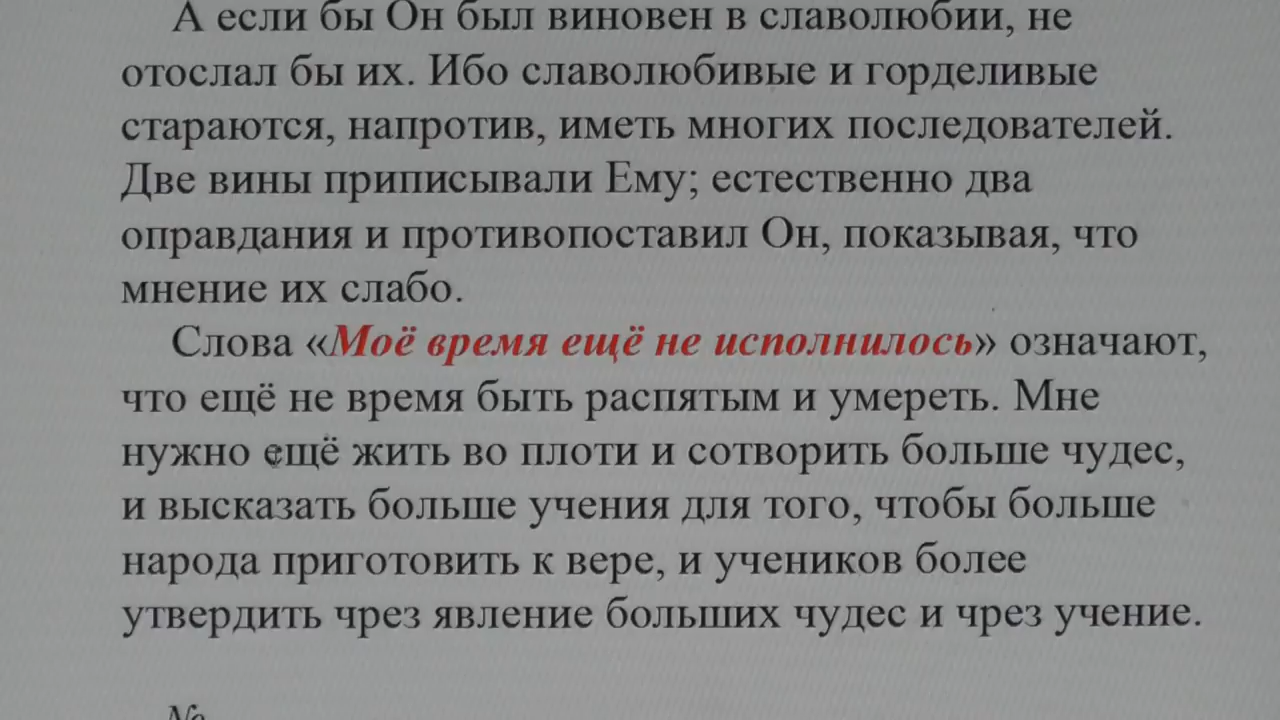 А если бы Он был виновен в славолюбии, не
отослал бы их. Ибо славолюбивые и горделивые
стараются, напротив, иметь многих последователей.
Две вины приписывали Ему; естественно два
оправдания и противопоставил Он, показывая, что
мнение их слабо.
Слова «Моё время ещё не исполнилось» означают,
что ещё не время быть распятым и умереть. Мне
нужно ещё жить во плоти и сотворить больше чудес,
и высказать больше учения для того, чтобы больше
народа приготовить к вере, и учеников более
утвердить чрез явление больших чудес и чрез учение.
№